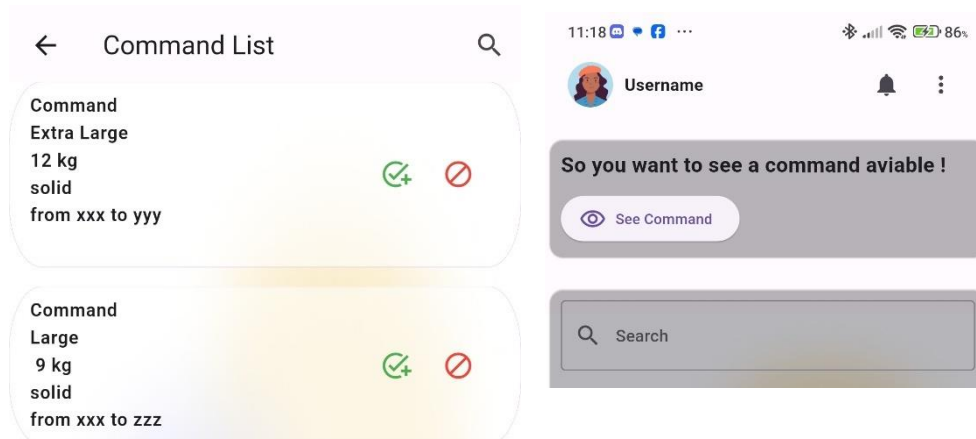 Command List
Command
Extra Large
12 kg
solid
from xxx to yyy
Command
Large
9 kg
solid
from xxx to zzz
11:18
86%
Username
So you want to see a command aviable !
See Command
Search